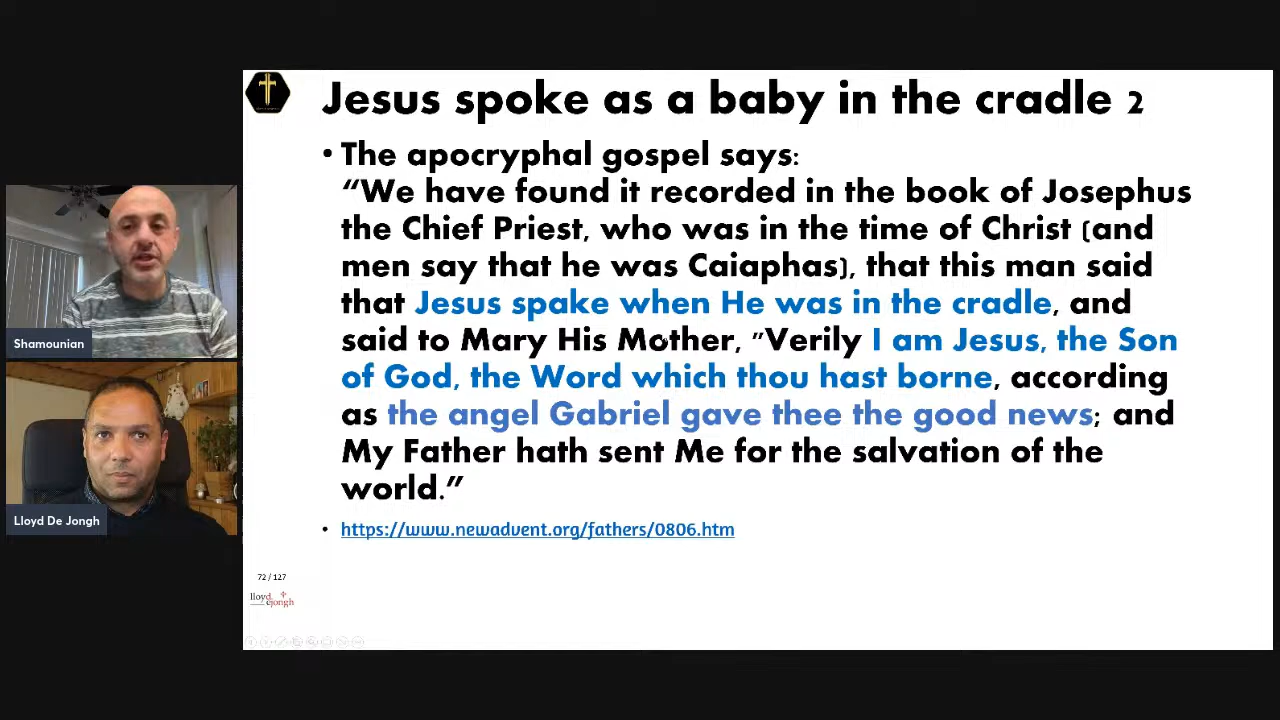 Jesus spoke as a baby in the cradle 2
• The apocryphal gospel says:
“We have found it recorded in the book of Josephus
the Chief Priest, who was in the time of Christ (and
men say that he was Caiaphas), that this man said
that Jesus spake when He was in the cradle, and
said to Mary His Mother, "Verily I am Jesus, the Son
of God, the Word which thou hast borne, according
as the angel Gabriel gave thee the good news; and
My Father hath sent Me for the salvation of the
world.”
• https://www.newadvent.org/fathers/0806.htm
72 / 127
lloyd
dejongh
Shamounian
Lloyd De Jongh